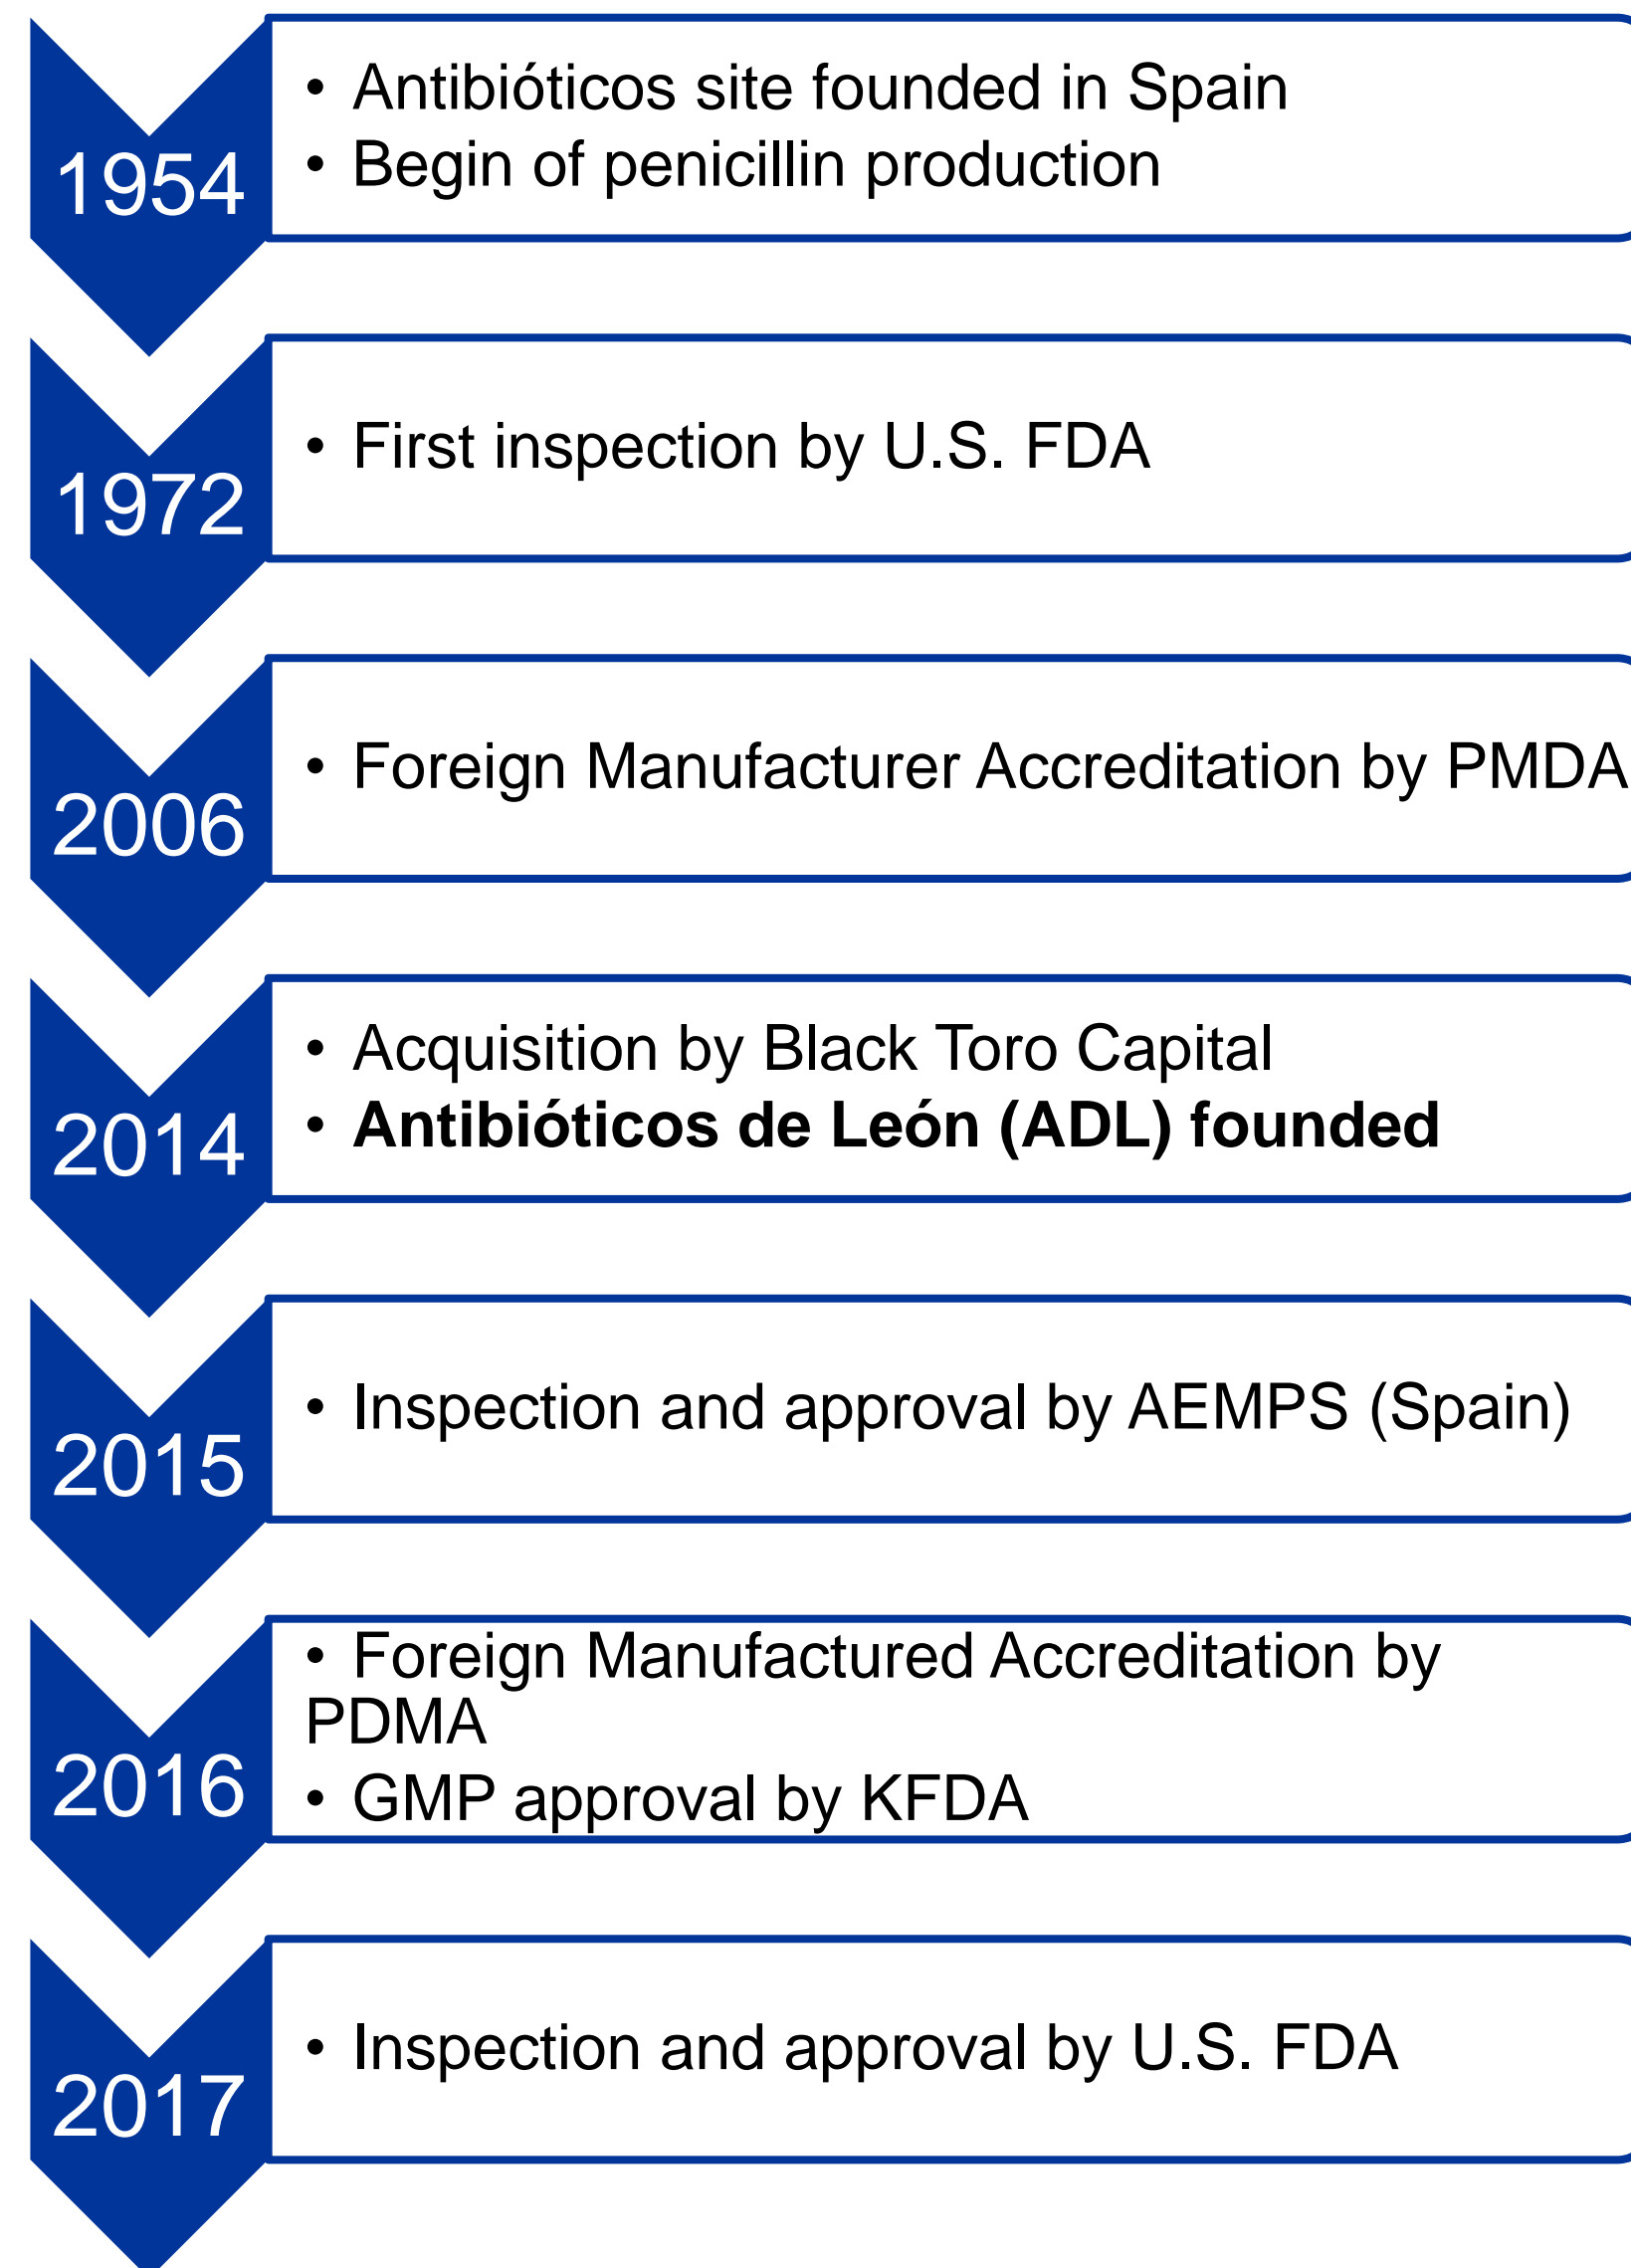 1954
• Antibióticos site founded in Spain
• Begin of penicillin production
1972
• First inspection by U.S. FDA
2006
• Foreign Manufacturer Accreditation by PMDA
2014
• Acquisition by Black Toro Capital
• Antibióticos de León (ADL) founded
2015
• Inspection and approval by AEMPS (Spain)
2016
• Foreign Manufactured Accreditation by
PDMA
• GMP approval by KFDA
2017
• Inspection and approval by U.S. FDA